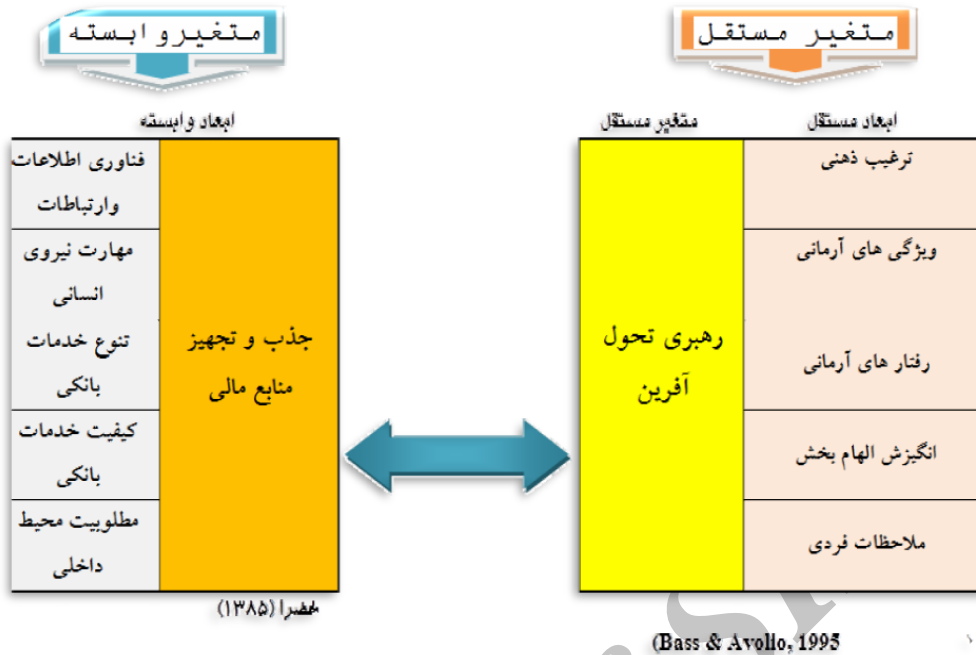 متغیر مستقل
متغیر وابسته
ابعاد مستقل
متغیر مستقل
ابعاد وابسته
ترغیب ذهنی
ویژگی های آرمانی
رفتار های آرمانی
انگیزش الهام بخش
ملاحظات فردی
رهبری تحول
آفرین
جذب و تجهیز
منابع مالی
فناوری اطلاعات
وارتباطات
مهارت نیروی
انسانی
تنوع خدمات
بانکی
کیفیت خدمات
بانکی
مطلوبیت محیط
داخلی
(۱۳۸۵)
(Bass & Avolio, 1995